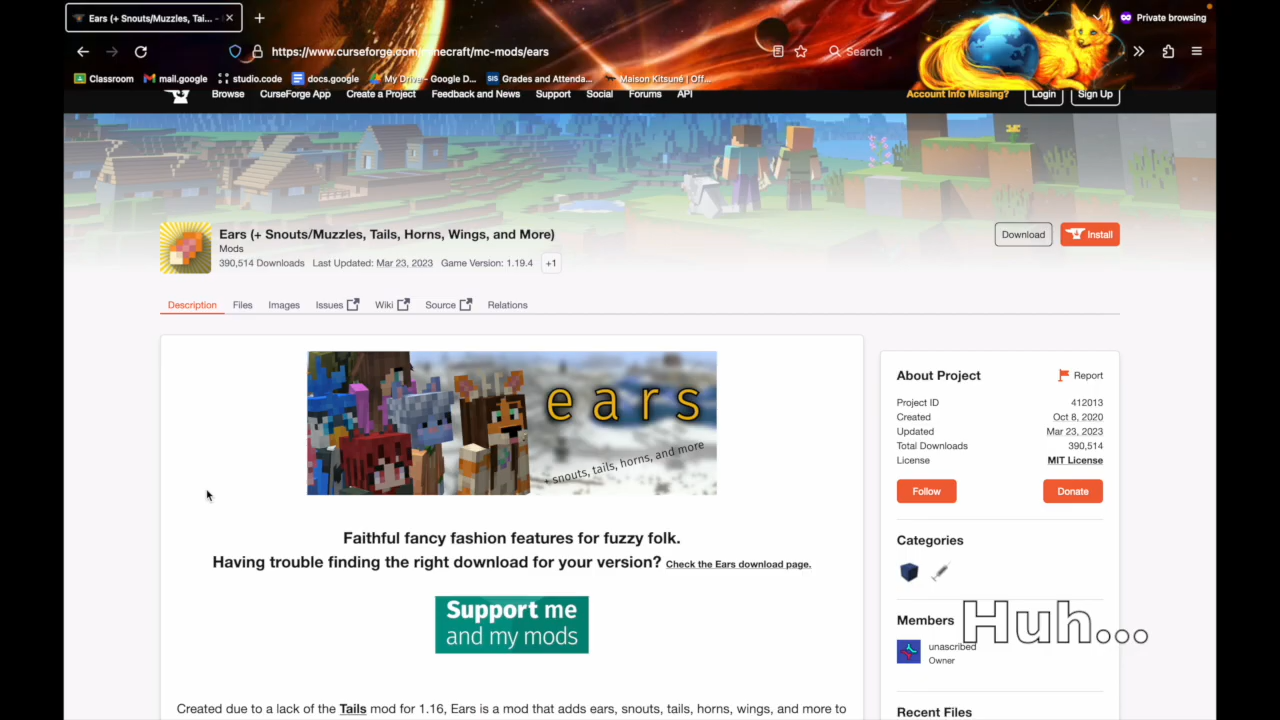 Ears (+ Snouts/Muzzles, Tai... -
Private browsing
https://www.curseforge.com/minecraft/mc-mods/ears
Search
Classroom
mail.google
studio.code
docs.google
My Drive – Google D...
SIS Grades and Attenda...
Maison Kitsuné | Off...
Browse
CurseForge App
Create a Project
Feedback and News
Support
Social
Forums
API
Account Info Missing?
Login
Sign Up
Ears (+ Snouts/Muzzles, Tails, Horns, Wings, and More)
Mods
390,514 Downloads Last Updated: Mar 23, 2023 Game Version: 1.19.4 +1
Download
Install
Description
Files
Images
Issues
Wiki
Source
Relations
ears
+ snouts, tails, horns, and more
Faithful fancy fashion features for fuzzy folk.
Having trouble finding the right download for your version? Check the Ears download page.
Support me
and my mods
Created due to a lack of the Tails mod for 1.16, Ears is a mod that adds ears, snouts, tails, horns, wings, and more to
About Project
Report
Project ID 412013
Created Oct 8, 2020
Updated Mar 23, 2023
Total Downloads 390,514
License MIT License
Follow
Donate
Categories
Members
Huh...
unascribed
Owner
Recent Files